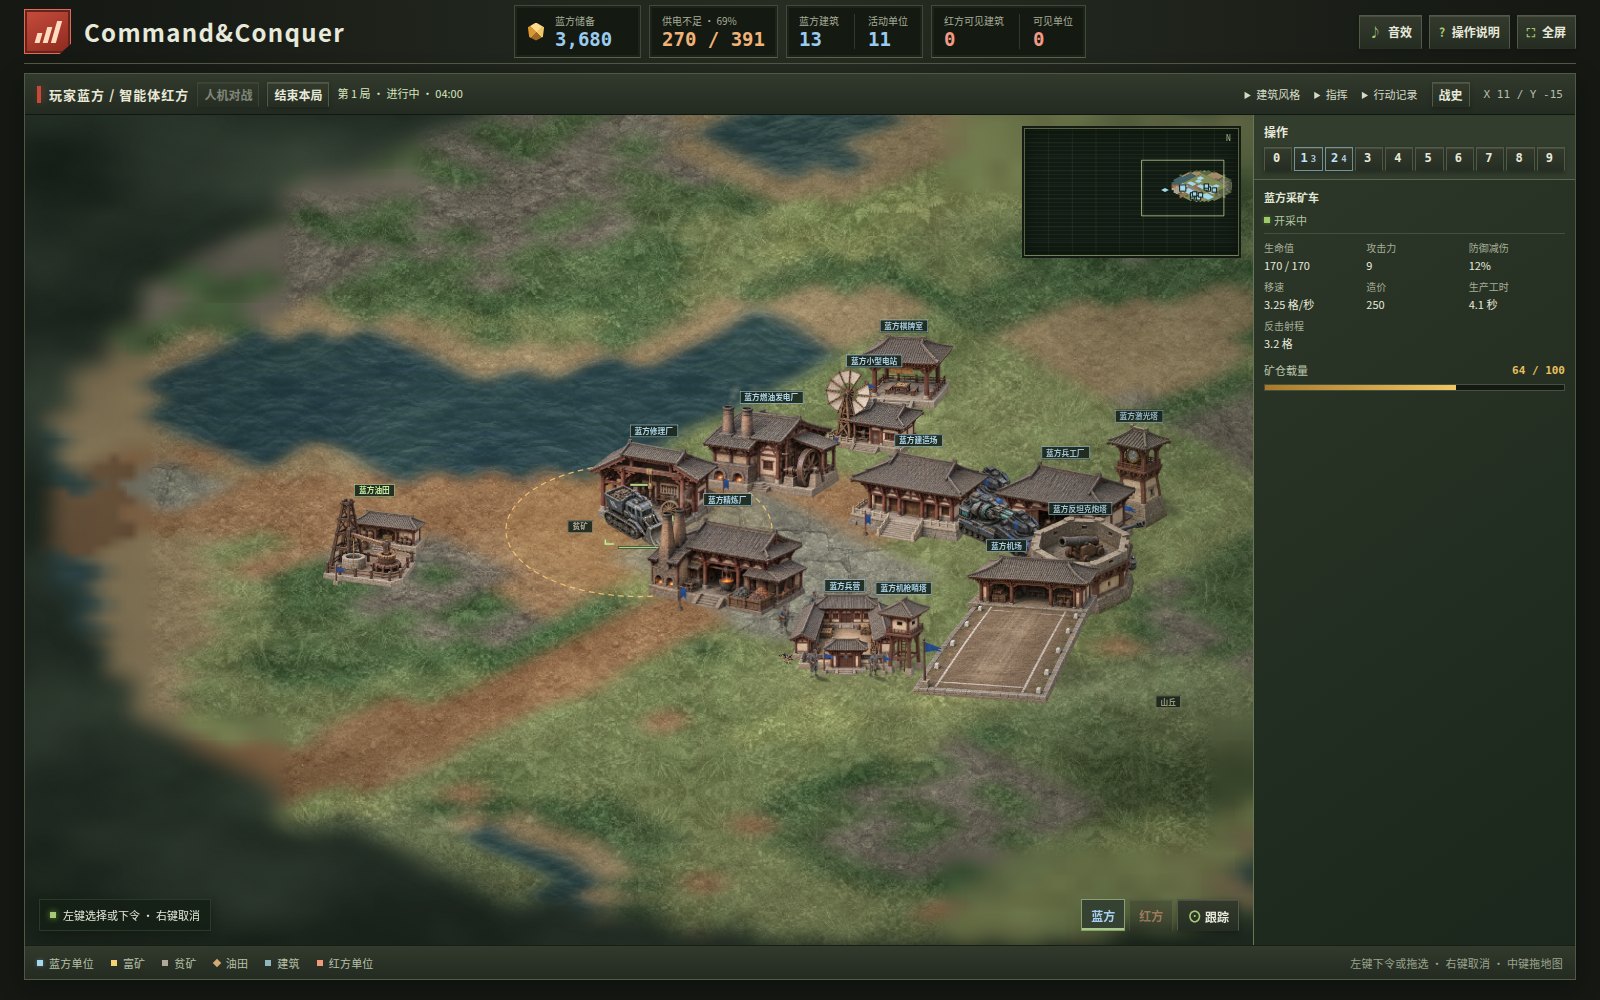 Command&Conquer
蓝方储备
3,680
供电不足 · 69%
270 / 391
蓝方建筑
13
活动单位
11
红方可见建筑
0
可见单位
0
♪ 音效
? 操作说明
全屏
玩家蓝方 / 智能体红方
人机对战
结束本局
第 1 局 · 进行中 · 04:00
▶ 建筑风格
▶ 指挥
▶ 行动记录
战史
X 11 / Y -15
N
操作
0
1 3
2 4
3
4
5
6
7
8
9
蓝方采矿车
开采中
生命值
170 / 170
攻击力
9
防御减伤
12%
移速
3.25 格/秒
造价
250
生产工时
4.1 秒
反击射程
3.2 格
矿仓载量
64 / 100
蓝方棋牌室
蓝方小型电站
蓝方燃油发电厂
蓝方激光塔
蓝方修理厂
蓝方建造场
蓝方兵工厂
蓝方油田
蓝方精炼厂
蓝方反坦克炮塔
贫矿
蓝方机场
蓝方兵营
蓝方机枪哨塔
山丘
左键选择或下令 · 右键取消
蓝方
红方
跟踪
蓝方单位
富矿
贫矿
油田
建筑
红方单位
左键下令或拖选 · 右键取消 · 中键拖地图